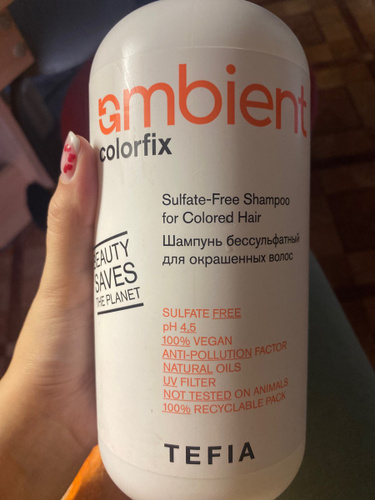 ambient
colorfix
Sulfate-Free Shampoo
for Colored Hair
Шампунь бессульфатный
для окрашенных волос
BEAUTY
SAVES
THE PLANET
SULFATE FREE
pH 4,5
100% VEGAN
ANTI-POLLUTION FACTOR
NATURAL OILS
UV FILTER
NOT TESTED ON ANIMALS
100% RECYCLABLE PACK
TEFIA